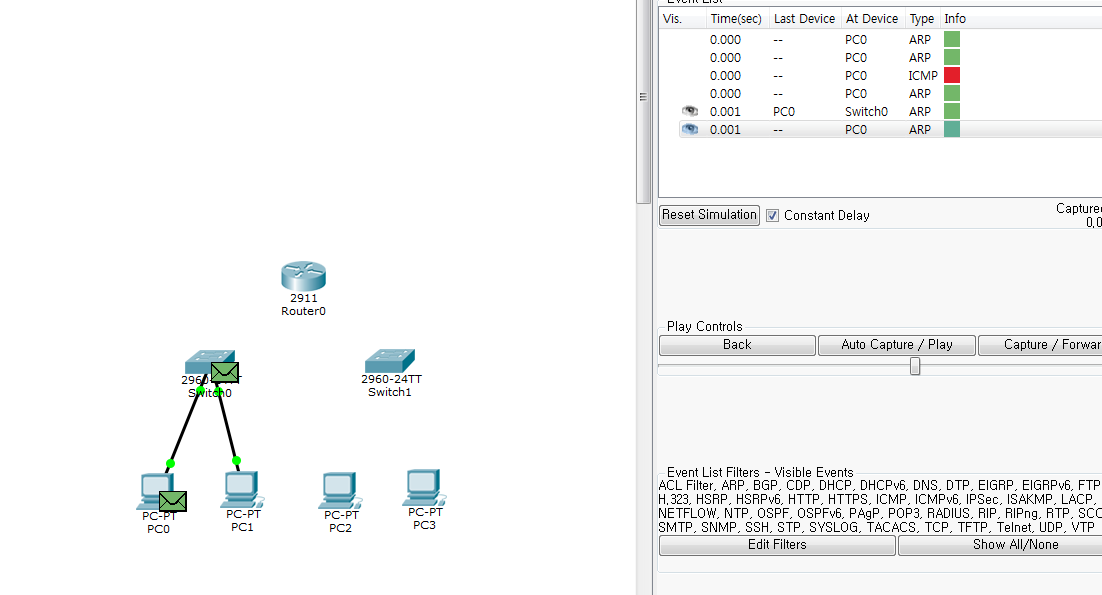 Event List
Vis. Time(sec) Last Device At Device Type Info
0.000 -- PC0 ARP
0.000 -- PC0 ARP
0.000 -- PC0 ICMP
0.000 -- PC0 ARP
0.001 PC0 Switch0 ARP
0.001 -- PC0 ARP
Reset Simulation Constant Delay
Captured
0.0
2911
Router0
Play Controls
Back Auto Capture / Play Capture / Forwar
2960 TT
Switch0
2960-24TT
Switch1
Event List Filters - Visible Events
ACL Filter, ARP, BGP, CDP, DHCP, DHCPv6, DNS, DTP, EIGRP, EIGRPv6, FTP
H.323, HSRP, HSRPv6, HTTP, HTTPS, ICMP, ICMPv6, IPSec, ISAKMP, LACP,
NETFLOW, NTP, OSPF, OSPFv6, PAgP, POP3, RADIUS, RIP, RIPng, RTP, SCC
SMTP, SNMP, SSH, STP, SYSLOG, TACACS, TCP, TFTP, Telnet, UDP, VTP
Edit Filters Show All/None
PC-PT
PC0
PC-PT
PC1
PC-PT
PC2
PC-PT
PC3